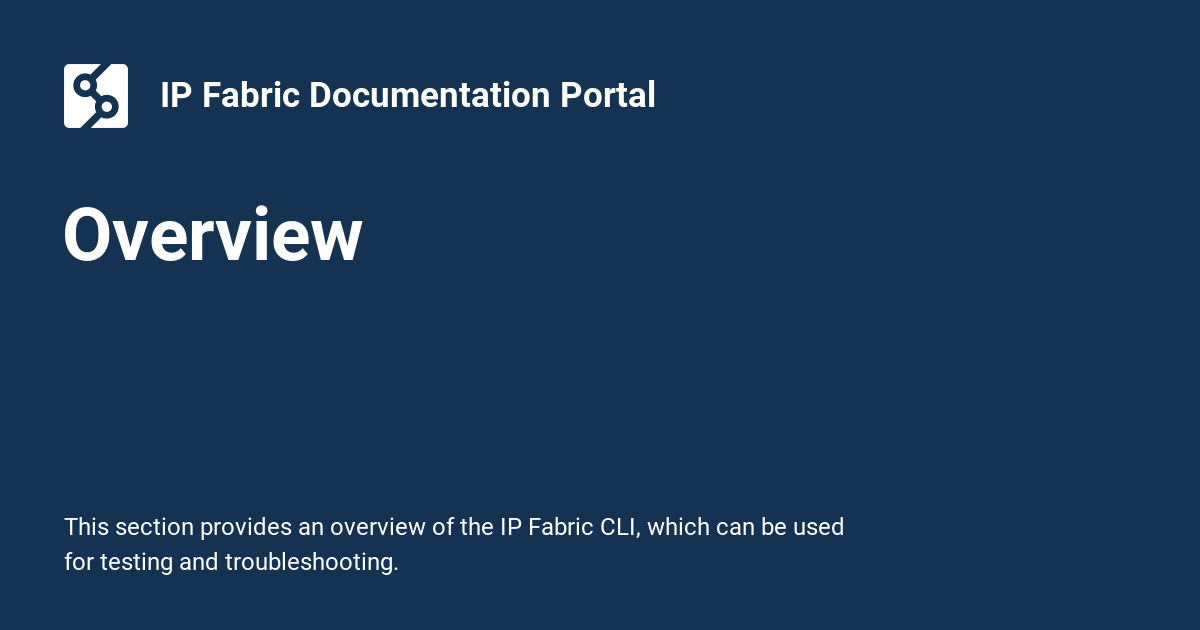 IP Fabric Documentation Portal
Overview
This section provides an overview of the IP Fabric CLI, which can be used
for testing and troubleshooting.